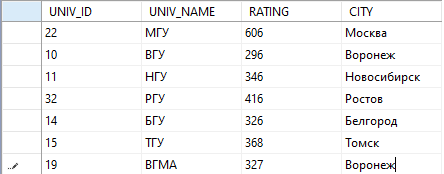 UNIV_ID UNIV_NAME RATING CITY
22 МГУ 606 Москва
10 ВГУ 296 Воронеж
11 НГУ 346 Новосибирск
32 РГУ 416 Ростов
14 БГУ 326 Белгород
15 ТГУ 368 Томск
19 ВГМА 327 Воронеж